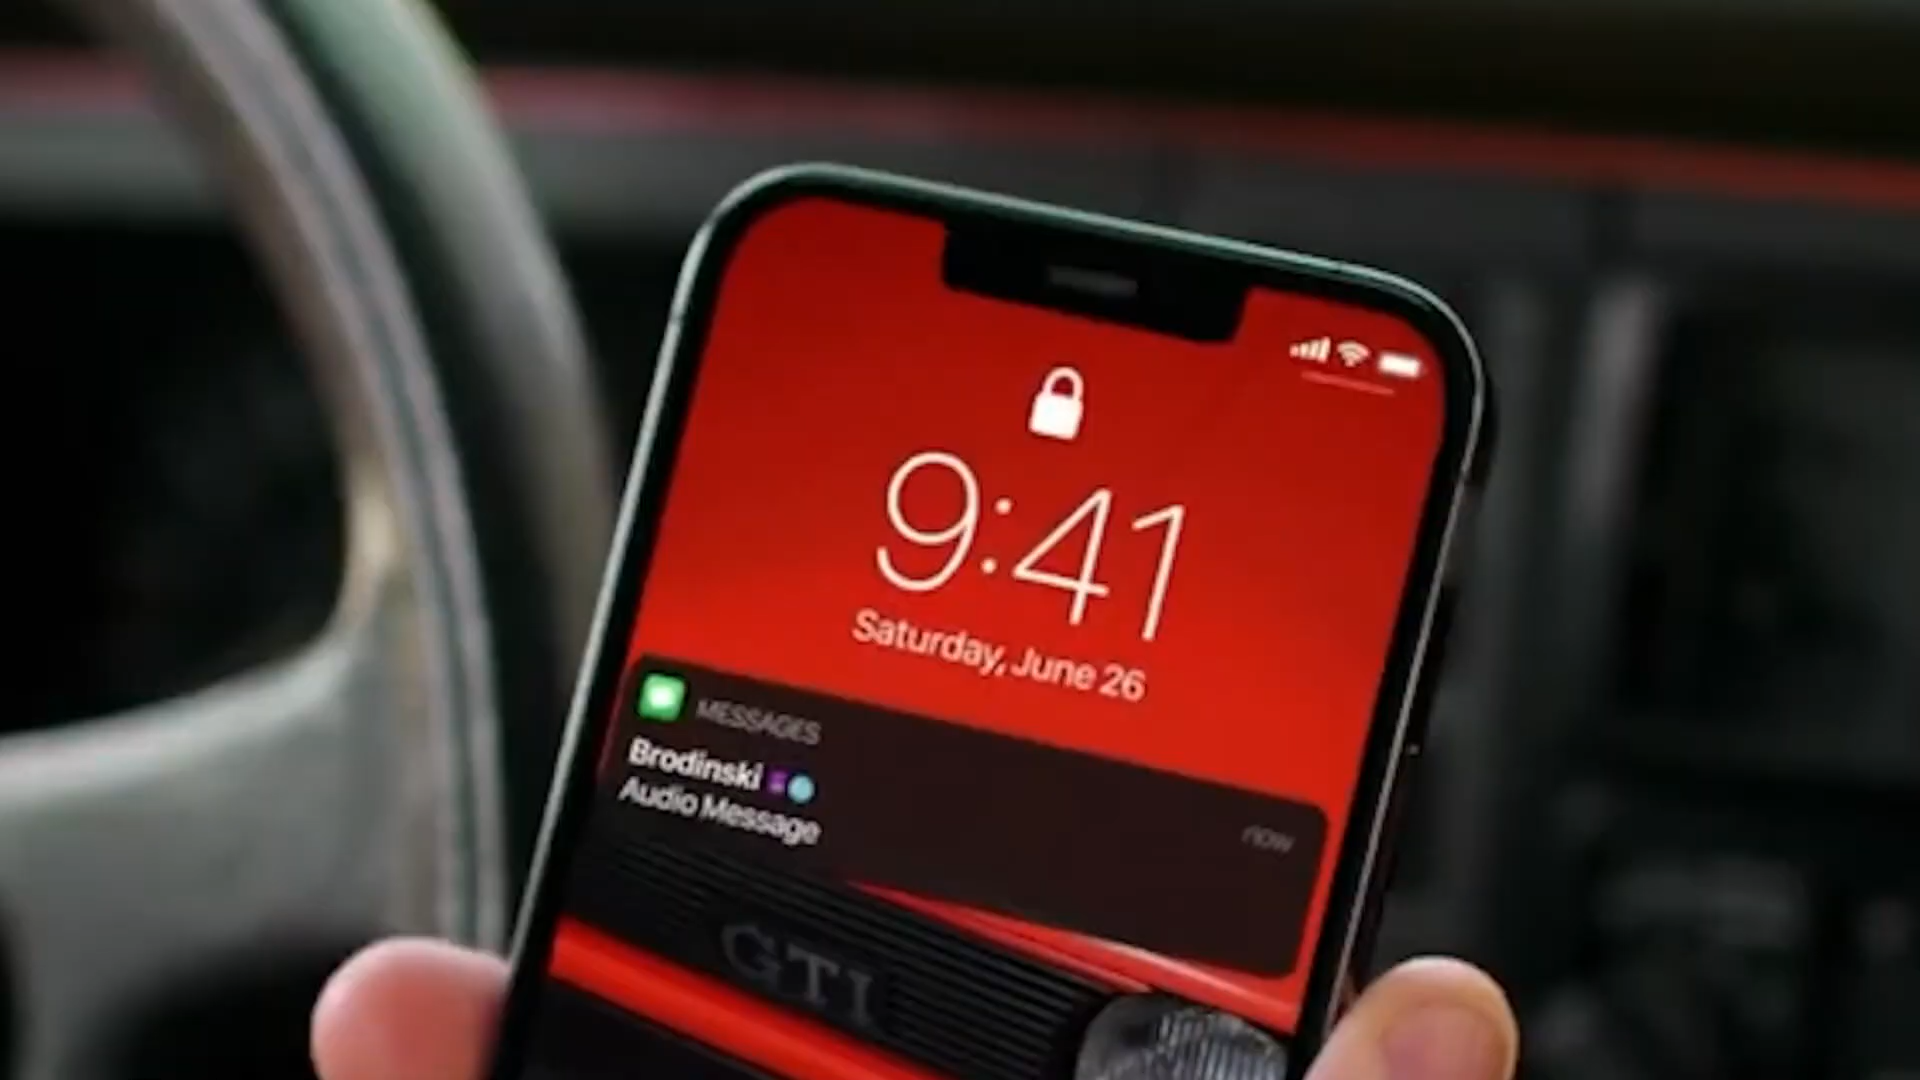 9:41
Saturday, June 26
MESSAGES
Brodinski
Audio Message
now
GTI